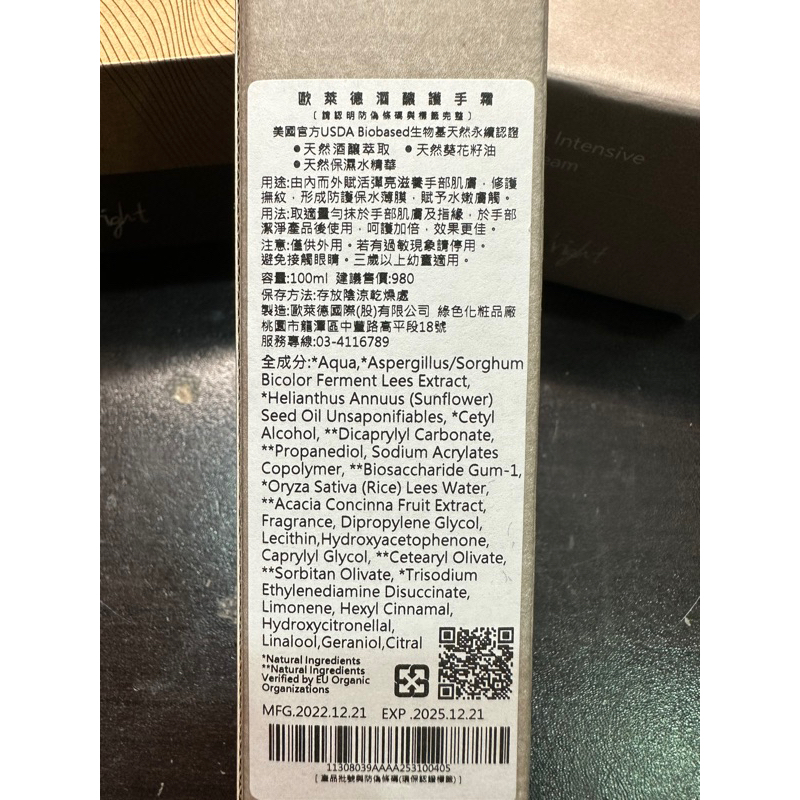 歐萊德酒釀護手霜
[ 請認明防偽條碼與標籤完整 ]
美國官方USDA Biobased生物基天然永續認證
●天然酒釀萃取 ●天然葵花籽油
●天然保濕水精華
用途:由內而外賦活彈亮滋養手部肌膚，修護
撫紋，形成防護保水薄膜，賦予水嫩膚觸。
用法:取適量勻抹於手部肌膚及指緣，於手部
潔淨產品後使用，呵護加倍，效果更佳。
注意:僅供外用。若有過敏現象請停用。
避免接觸眼睛。三歲以上幼童適用。
容量:100ml 建議售價:980
保存方法:存放陰涼乾燥處
製造:歐萊德國際(股)有限公司 綠色化粧品廠
桃園市龍潭區中豐路高平段18號
服務專線:03-4116789
全成分:*Aqua,*Aspergillus/Sorghum
Bicolor Ferment Lees Extract,
*Helianthus Annuus (Sunflower)
Seed Oil Unsaponifiables, *Cetyl
Alcohol, **Dicaprylyl Carbonate,
**Propanediol, Sodium Acrylates
Copolymer, **Biosaccharide Gum-1,
*Oryza Sativa (Rice) Lees Water,
**Acacia Concinna Fruit Extract,
Fragrance, Dipropylene Glycol,
Lecithin,Hydroxyacetophenone,
Caprylyl Glycol, **Cetearyl Olivate,
**Sorbitan Olivate, *Trisodium
Ethylenediamine Disuccinate,
Limonene, Hexyl Cinnamal,
Hydroxycitronellal,
Linalool,Geraniol,Citral
*Natural Ingredients
**Natural Ingredients
Verified by EU Organic
Organizations
MFG.2022.12.21 EXP .2025.12.21
11308039AAAA253100405
[ 產品批號與防偽條碼(環保認證標籤) ]
Intensive